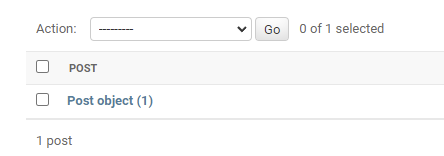 Action: --------- Go 0 of 1 selected
POST
Post object (1)
1 post